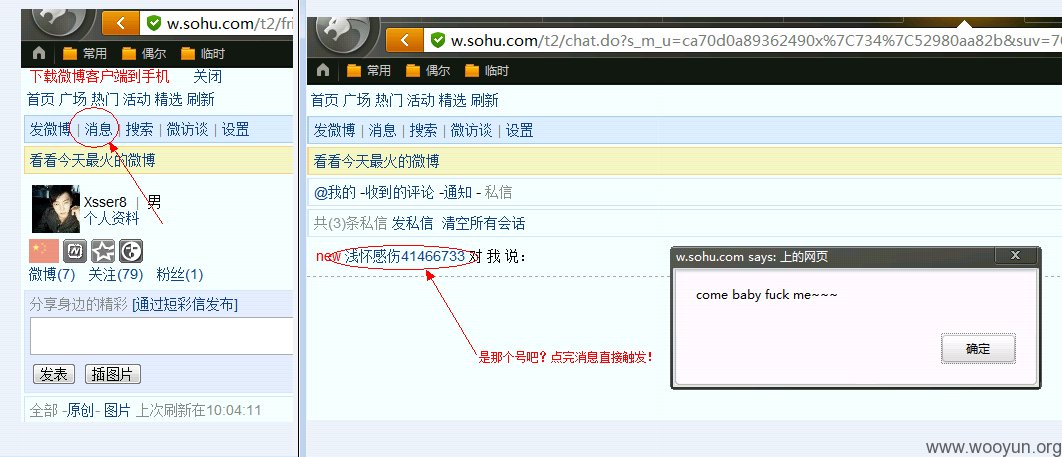 w.sohu.com/t2/fri
常用 偶尔 临时
下载微博客户端到手机 关闭
首页 广场 热门 活动 精选 刷新
发微博 | 消息 | 搜索 | 微访谈 | 设置
看看今天最火的微博
Xsser8 | 男
个人资料
微博(7) 关注(79) 粉丝(1)
分享身边的精彩 [通过短彩信发布]
发表 插图片
全部 -原创- 图片 上次刷新在10:04:11
w.sohu.com/t2/chat.do?s_m_u=ca70d0a89362490x%7C734%7C52980aa82b&suv=70
常用 偶尔 临时
首页 广场 热门 活动 精选 刷新
发微博 | 消息 | 搜索 | 微访谈 | 设置
看看今天最火的微博
@我的 -收到的评论 -通知 - 私信
共(3)条私信 发私信 清空所有会话
new 浅怀感伤41466733 对 我 说：
是那个号吧？点完消息直接触发！
w.sohu.com says: 上的网页
come baby fuck me~~~
确定
www.wooyun.org